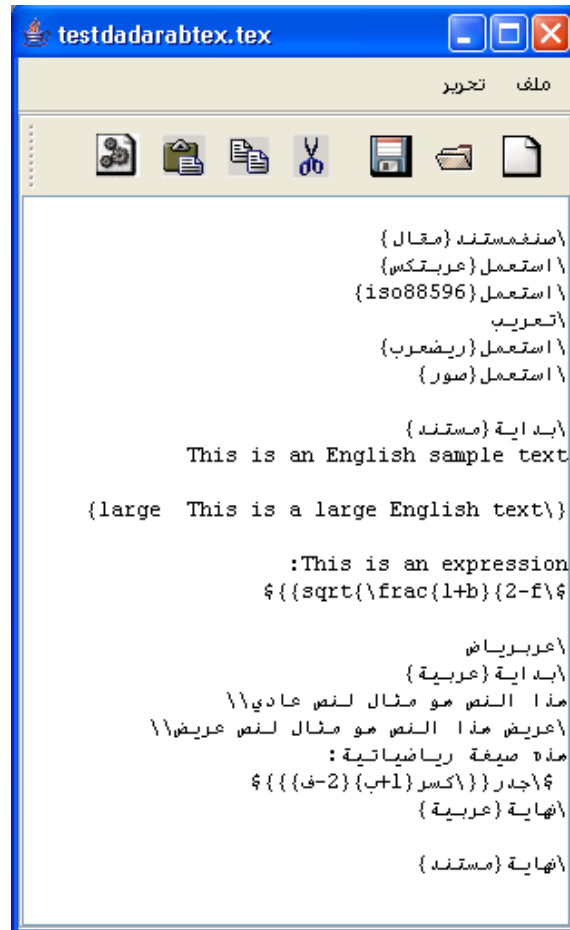 testdadarabtex.tex
ملف تحرير
\صنفمستند{مقال}
\استعمل{عربتكس}
\استعمل{iso88596}
\تعريب
\استعمل{ريضعرب}
\استعمل{صور}
\بداية{مستند}
This is an English sample text
{\large  This is a large English text}
This is an expression:
$\sqrt{\frac{1+b}{2-f}}$
\عربرياض
\بداية{عربية}
هذا النص هو مثال لنص عادي\\
\عريض هذا النص هو مثال لنص عريض\\
هذه صيغة رياضياتية:
$\جدر{{\كسر{1+ب}{2-ف}}}$
\نهاية{عربية}
\نهاية{مستند}